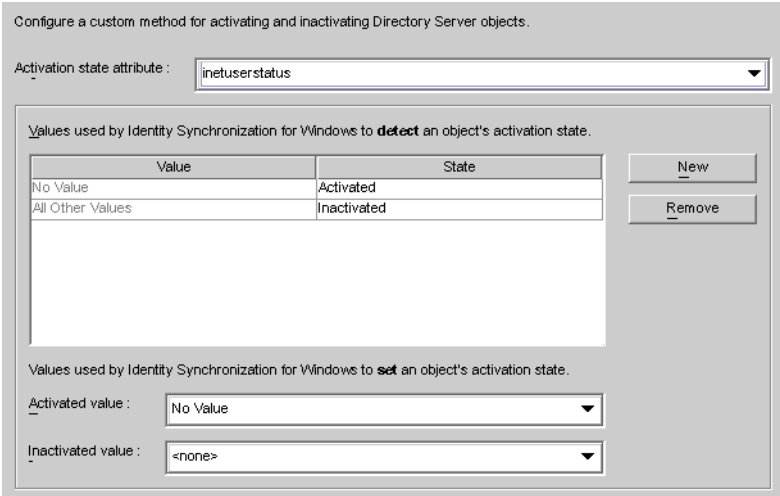 Configure a custom method for activating and inactivating Directory Server objects.
Activation state attribute :
inetuserstatus
Values used by Identity Synchronization for Windows to detect an object's activation state.
Value State
No Value Activated
All Other Values Inactivated
New
Remove
Values used by Identity Synchronization for Windows to set an object's activation state.
Activated value :
No Value
Inactivated value :
<none>